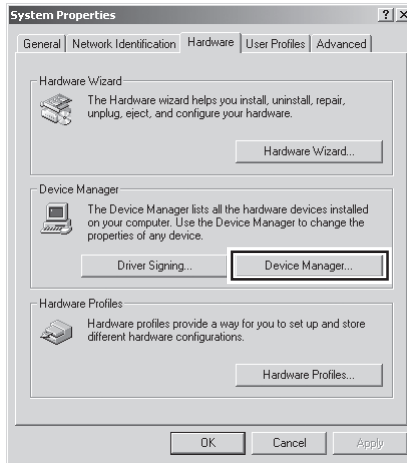 System Properties
General Network Identification Hardware User Profiles Advanced
Hardware Wizard
The Hardware wizard helps you install, uninstall, repair,
unplug, eject, and configure your hardware.
Hardware Wizard...
Device Manager
The Device Manager lists all the hardware devices installed
on your computer. Use the Device Manager to change the
properties of any device.
Driver Signing... Device Manager...
Hardware Profiles
Hardware profiles provide a way for you to set up and store
different hardware configurations.
Hardware Profiles...
OK Cancel Apply